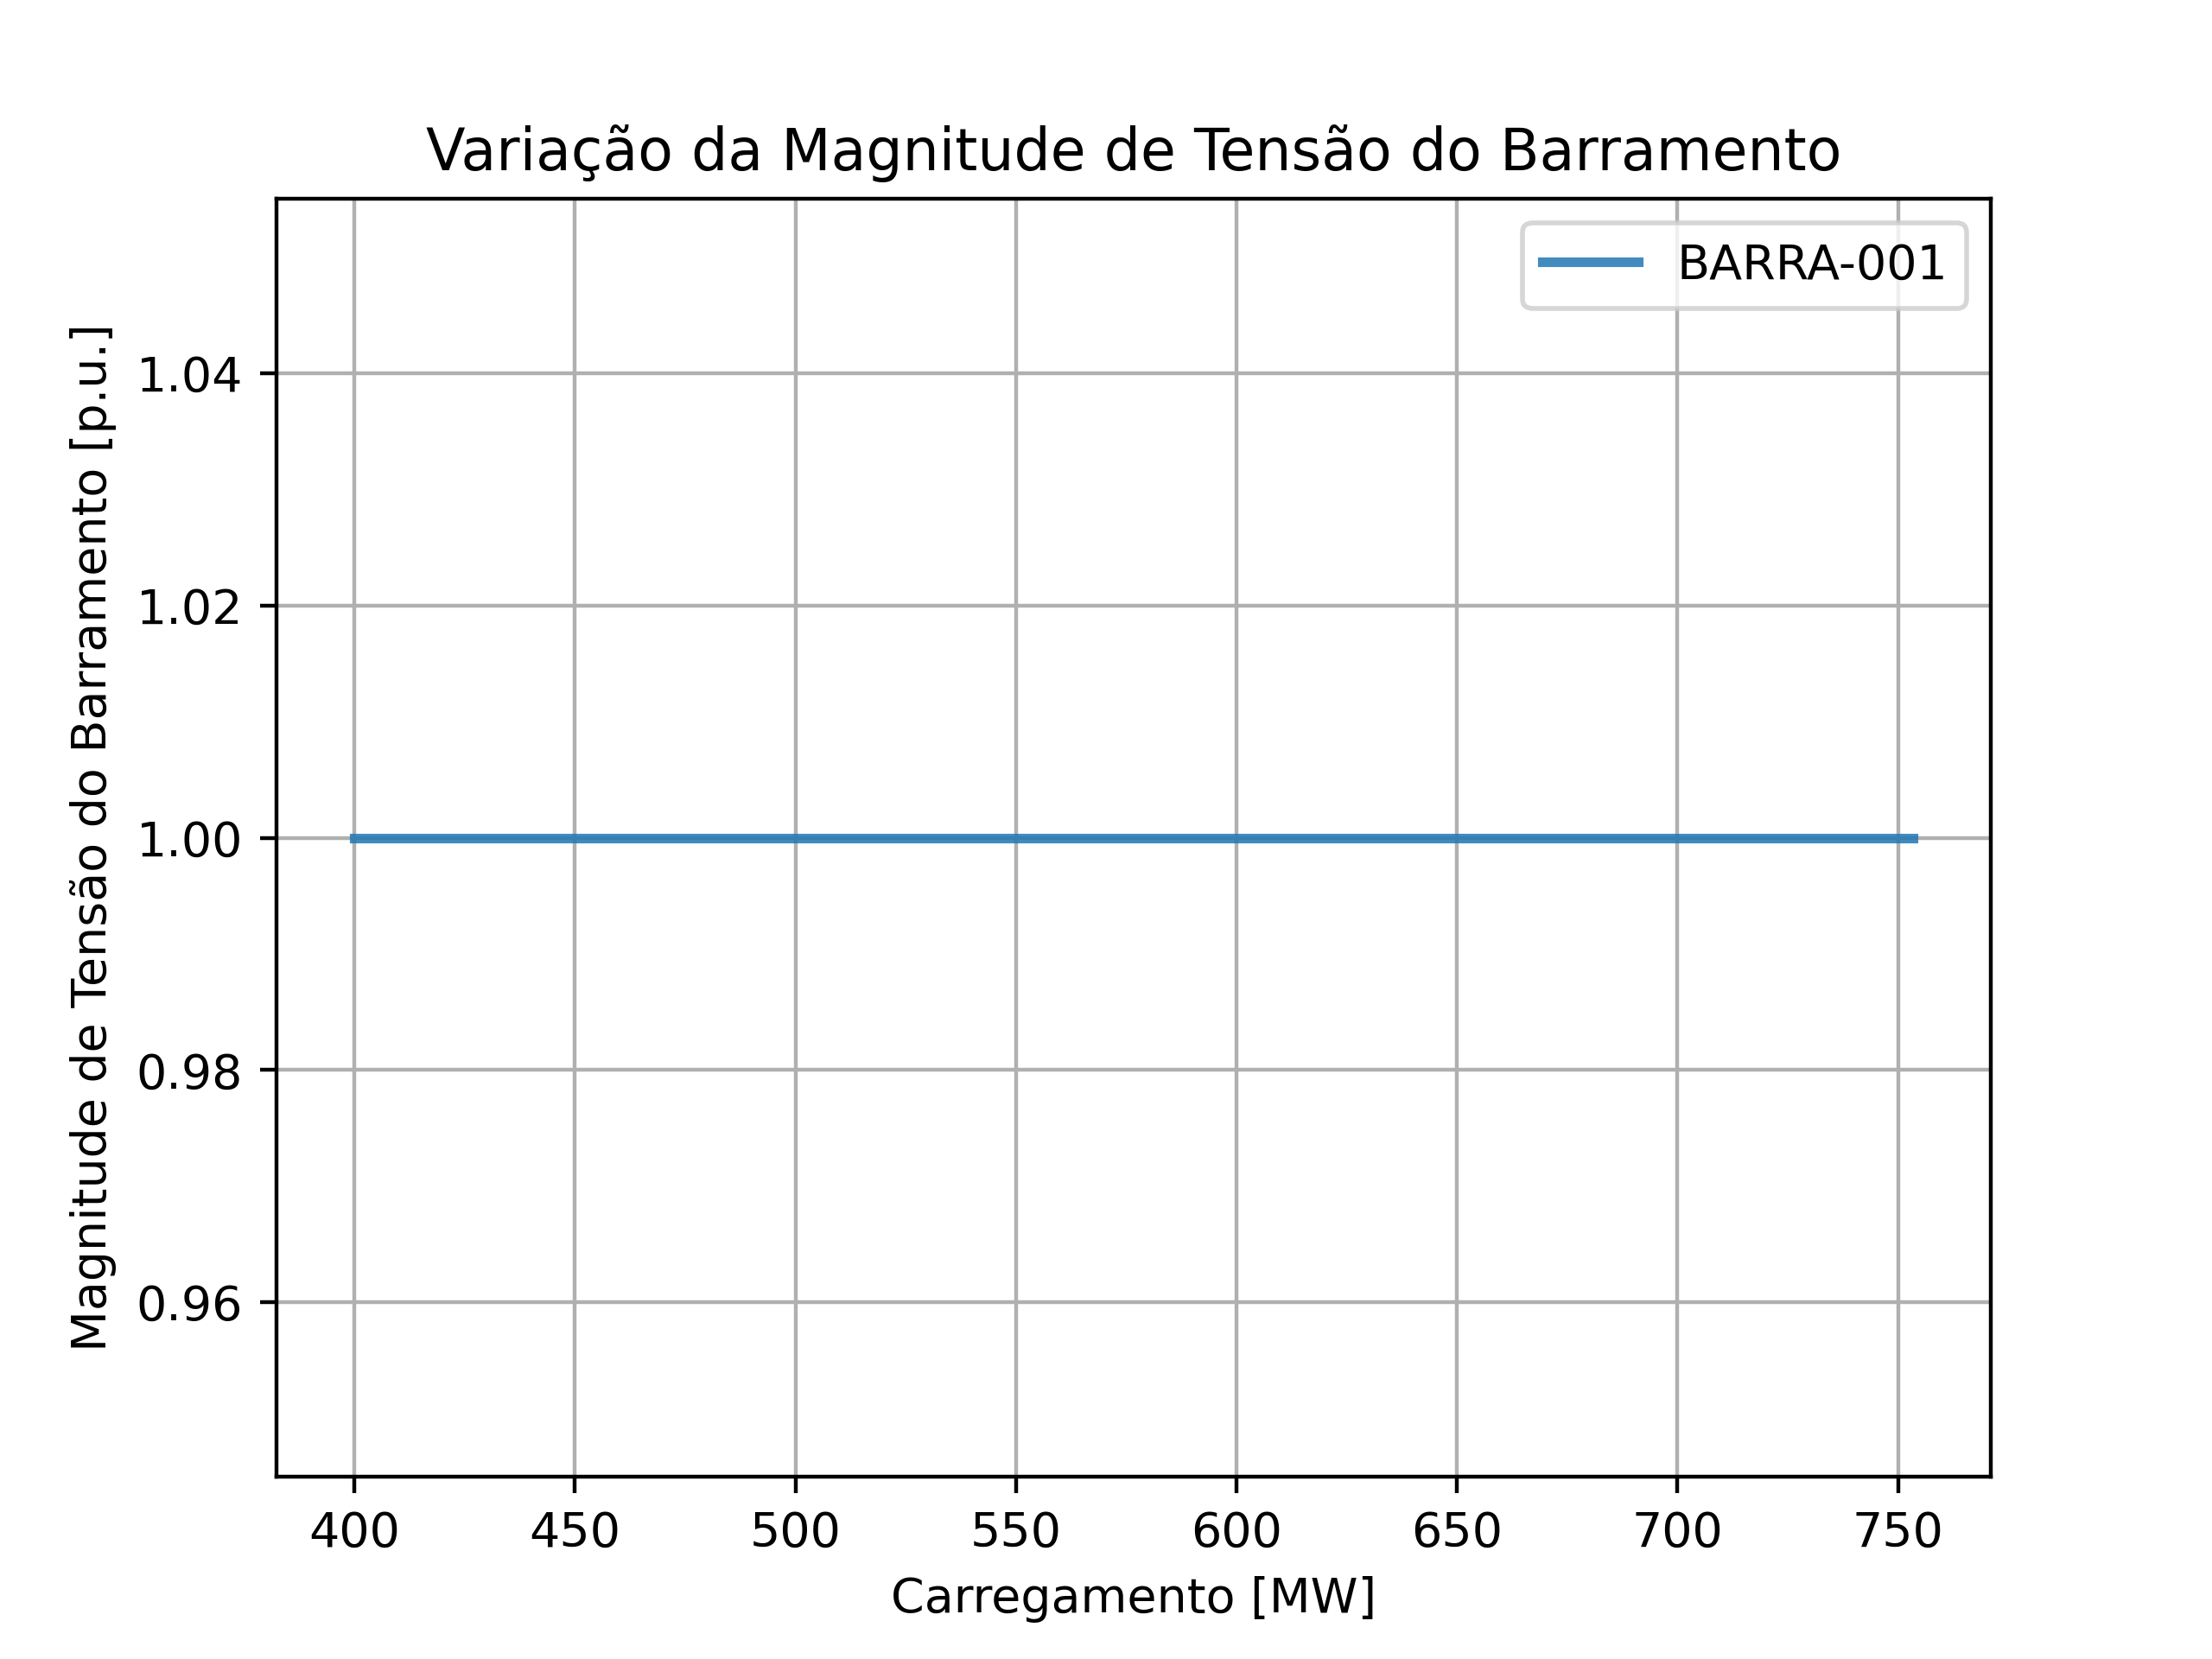 Variação da Magnitude de Tensão do Barramento
BARRA-001
Magnitude de Tensão do Barramento [p.u.]
1.04
1.02
1.00
0.98
0.96
400 450 500 550 600 650 700 750
Carregamento [MW]